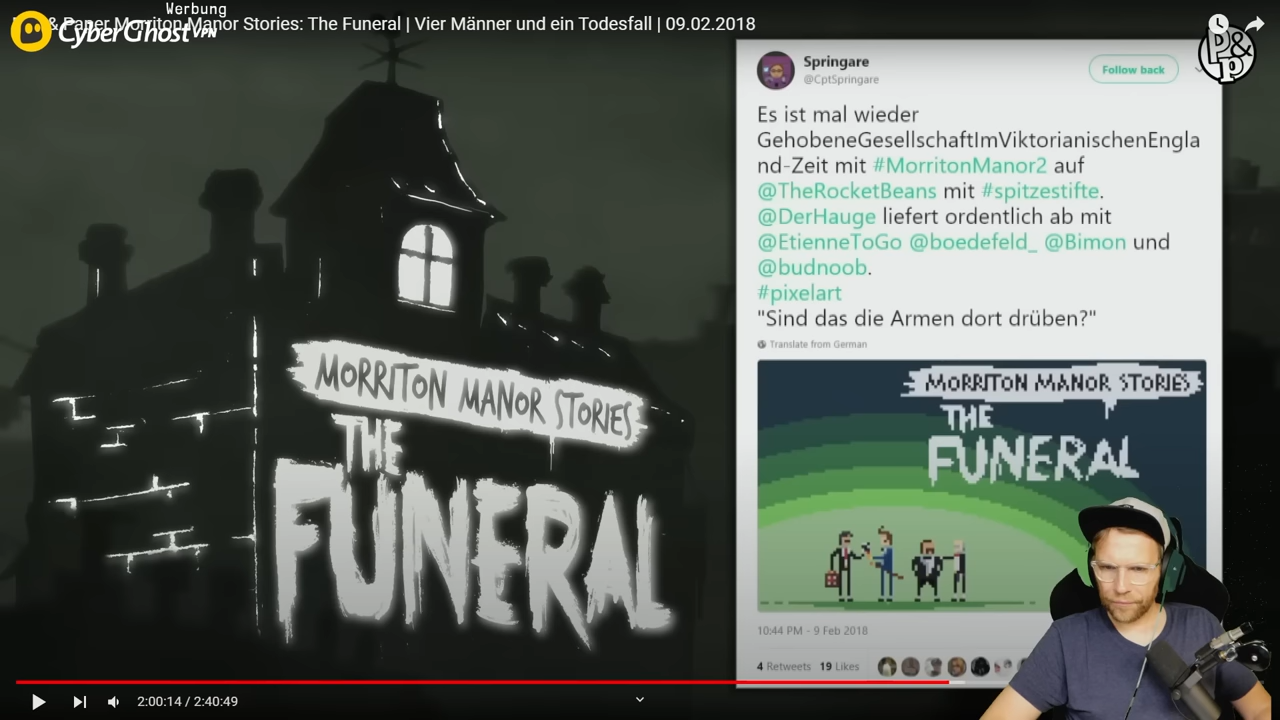 Werbung
& Paper Morriton Manor Stories: The Funeral | Vier Männer und ein Todesfall | 09.02.2018
CyberGhost VPN
P&P
Springare
@CptSpringare
Follow back
Es ist mal wieder
GehobeneGesellschaftImViktorianischenEngla
nd-Zeit mit #MorritonManor2 auf
@TheRocketBeans mit #spitzestifte.
@DerHauge liefert ordentlich ab mit
@EtienneToGo @boedefeld_ @Bimon und
@budnoob.
#pixelart
"Sind das die Armen dort drüben?"
Translate from German
MORRITON MANOR STORIES
THE
FUNERAL
MORRITON MANOR STORIES
THE
FUNERAL
10:44 PM - 9 Feb 2018
4 Retweets 19 Likes
2:00:14 / 2:40:49